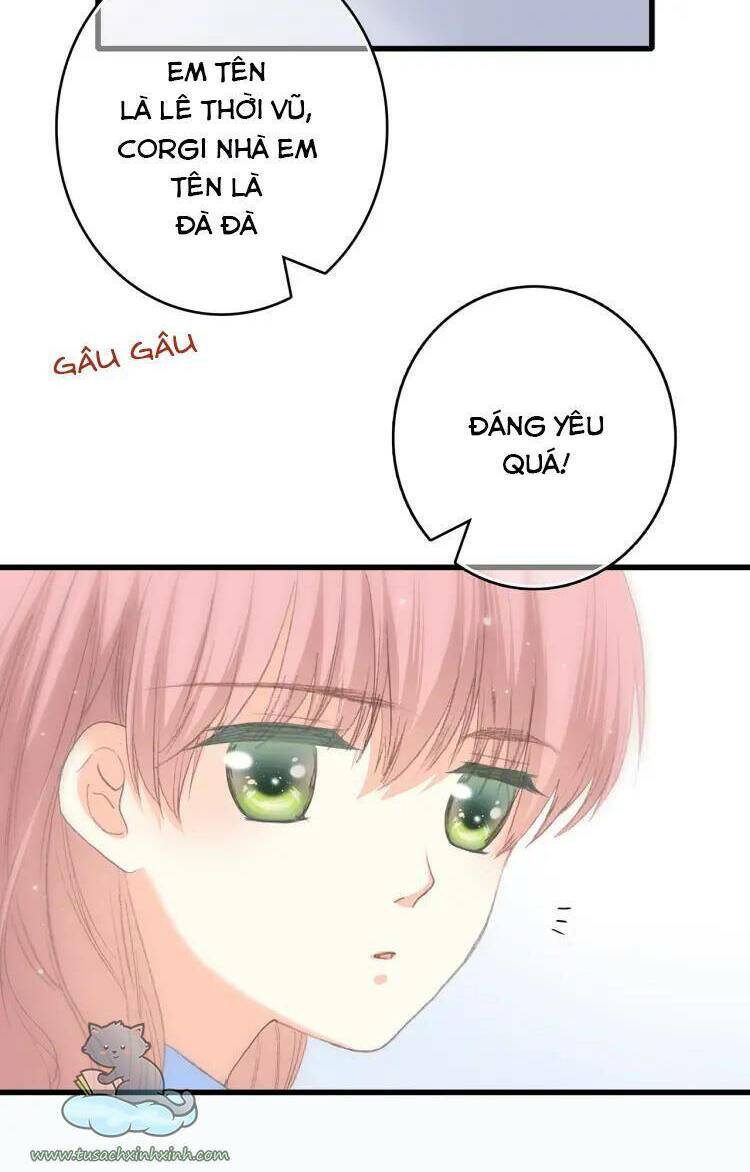 EM TÊN
LÀ LÊ THỜI VŨ,
CORGI NHÀ EM
TÊN LÀ
ĐÀ ĐÀ
GÂU GÂU
ĐÁNG YÊU
QUÁ!
www.tusachxinhxinh.com